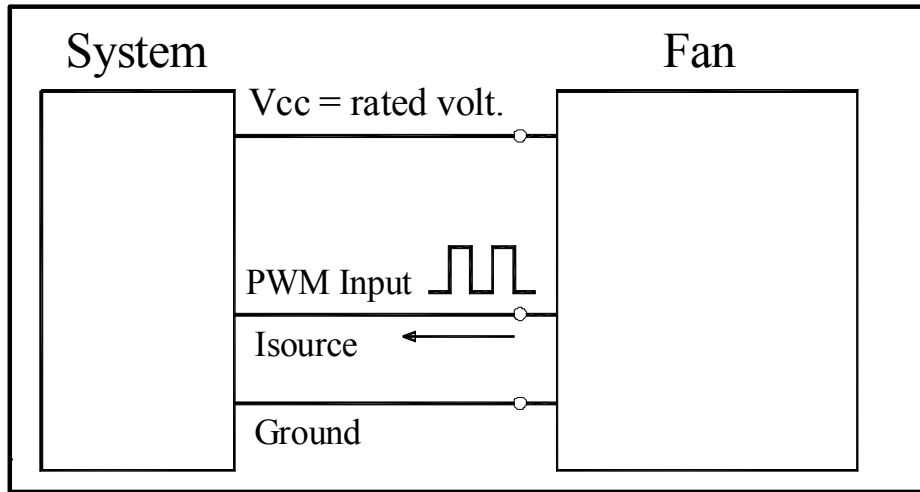 System
Fan
Vcc = rated volt.
PWM Input
Isource
Ground